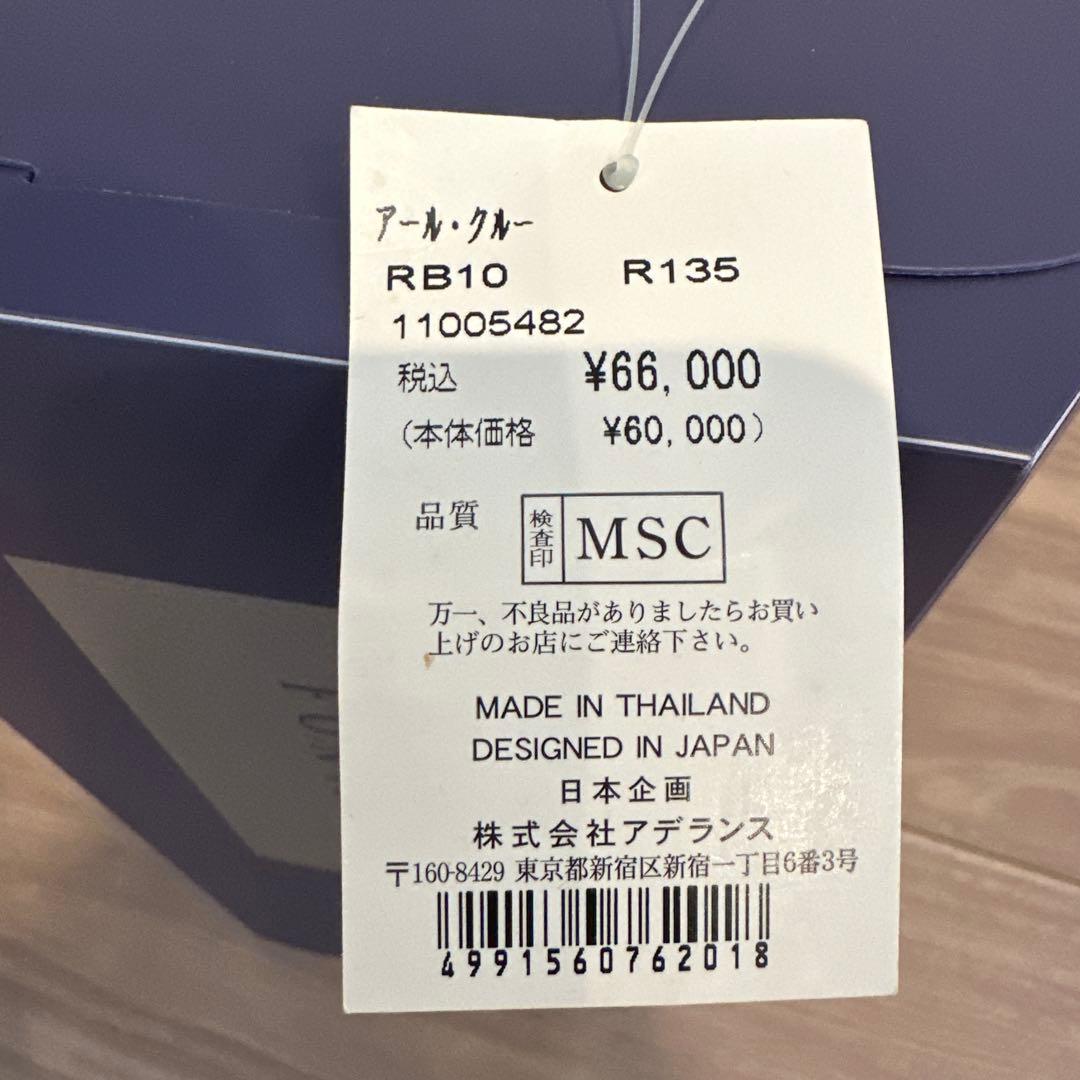 アール・クルー
RB10 R135
11005482
税込 ¥66,000
(本体価格 ¥60,000)
品質 検査印 MSC
万一、不良品がありましたらお買い
上げのお店にご連絡下さい。
MADE IN THAILAND
DESIGNED IN JAPAN
日本企画
株式会社アデランス
〒160-8429 東京都新宿区新宿一丁目6番3号
4991560762018